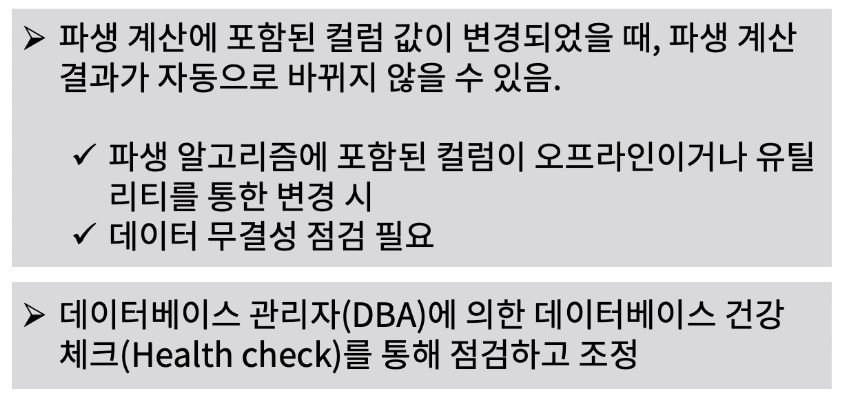 ➢ 파생 계산에 포함된 컬럼 값이 변경되었을 때, 파생 계산
결과가 자동으로 바뀌지 않을 수 있음.
✓ 파생 알고리즘에 포함된 컬럼이 오프라인이거나 유틸
리티를 통한 변경 시
✓ 데이터 무결성 점검 필요
➢ 데이터베이스 관리자(DBA)에 의한 데이터베이스 건강
체크(Health check)를 통해 점검하고 조정